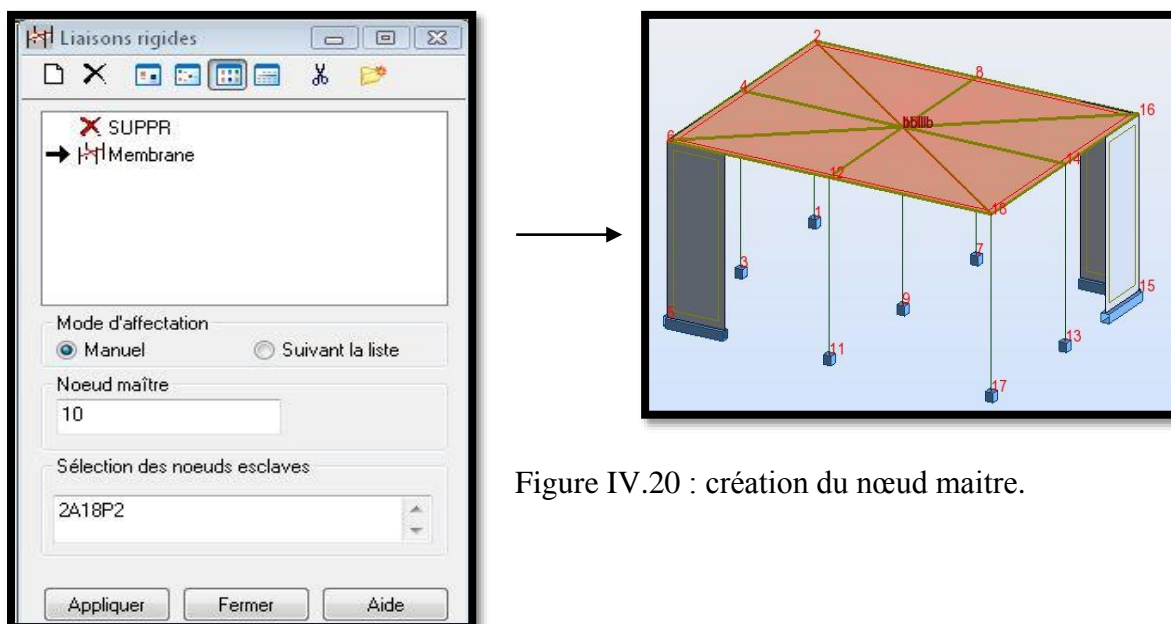 Liaisons rigides
SUPPR
Membrane
Mode d'affectation
Manuel
Suivant la liste
Noeud maître
10
Sélection des noeuds esclaves
2A18P2
Appliquer
Fermer
Aide
2
8
4
16
6
14
12
18
1
7
3
9
15
5
13
11
17
Figure IV.20 : création du nœud maitre.